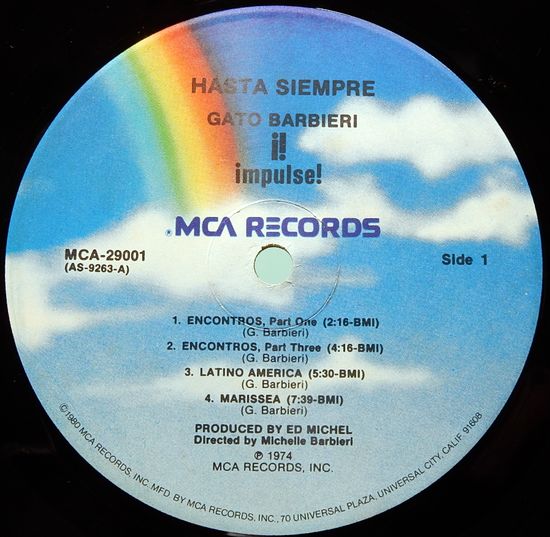 HASTA SIEMPRE
GATO BARBIERI
i!
impulse!
® MCA RECORDS
MCA-29001
(AS-9263-A)
Side 1
1. ENCONTROS, Part One (2:16-BMI)
(G. Barbieri)
2. ENCONTROS, Part Three (4:16-BMI)
(G. Barbieri)
3. LATINO AMERICA (5:30-BMI)
(G. Barbieri)
4. MARISSEA (7:39-BMI)
(G. Barbieri)
PRODUCED BY ED MICHEL
Directed by Michelle Barbieri
℗ 1974
MCA RECORDS, INC.
©1980 MCA RECORDS, INC. MFD. BY MCA RECORDS, INC., 70 UNIVERSAL PLAZA, UNIVERSAL CITY, CALIF. 91608